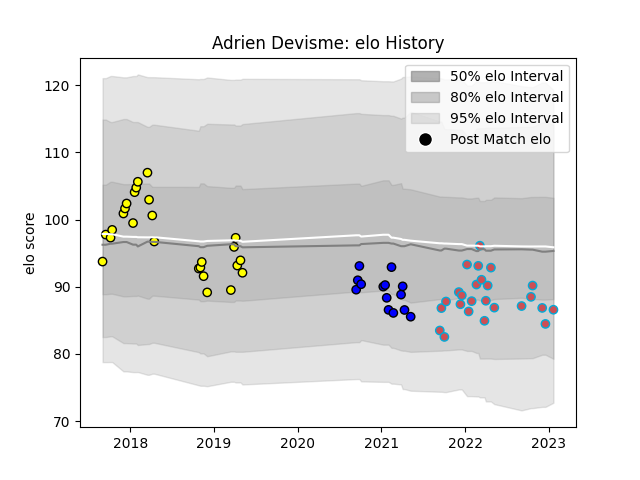 Adrien Devisme: elo History
50% elo Interval
80% elo Interval
95% elo Interval
Post Match elo
elo score
120
110
100
90
80
70
2018 2019 2020 2021 2022 2023